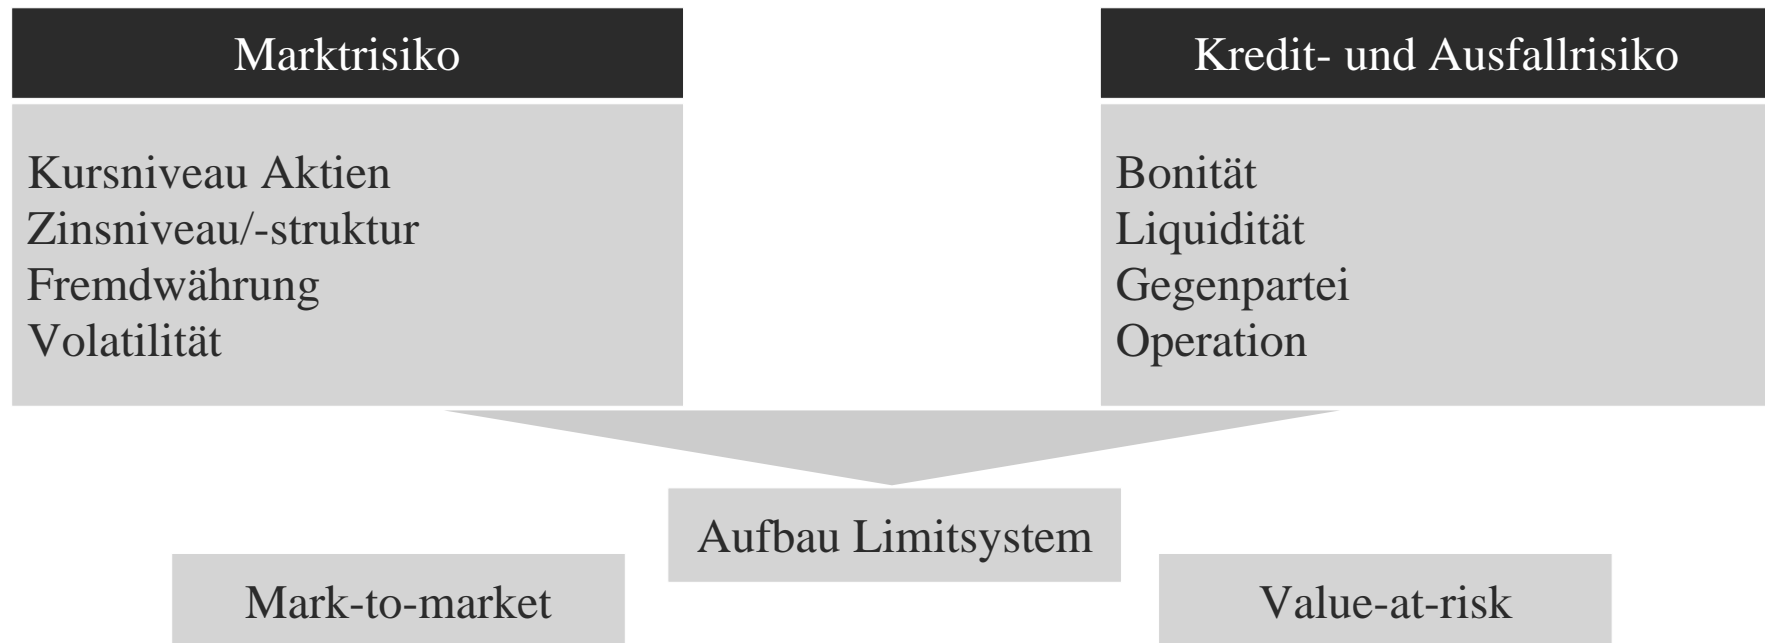 Marktrisiko
Kursniveau Aktien
Zinsniveau/-struktur
Fremdwährung
Volatilität
Kredit- und Ausfallrisiko
Bonität
Liquidität
Gegenpartei
Operation
Aufbau Limitsystem
Mark-to-market
Value-at-risk